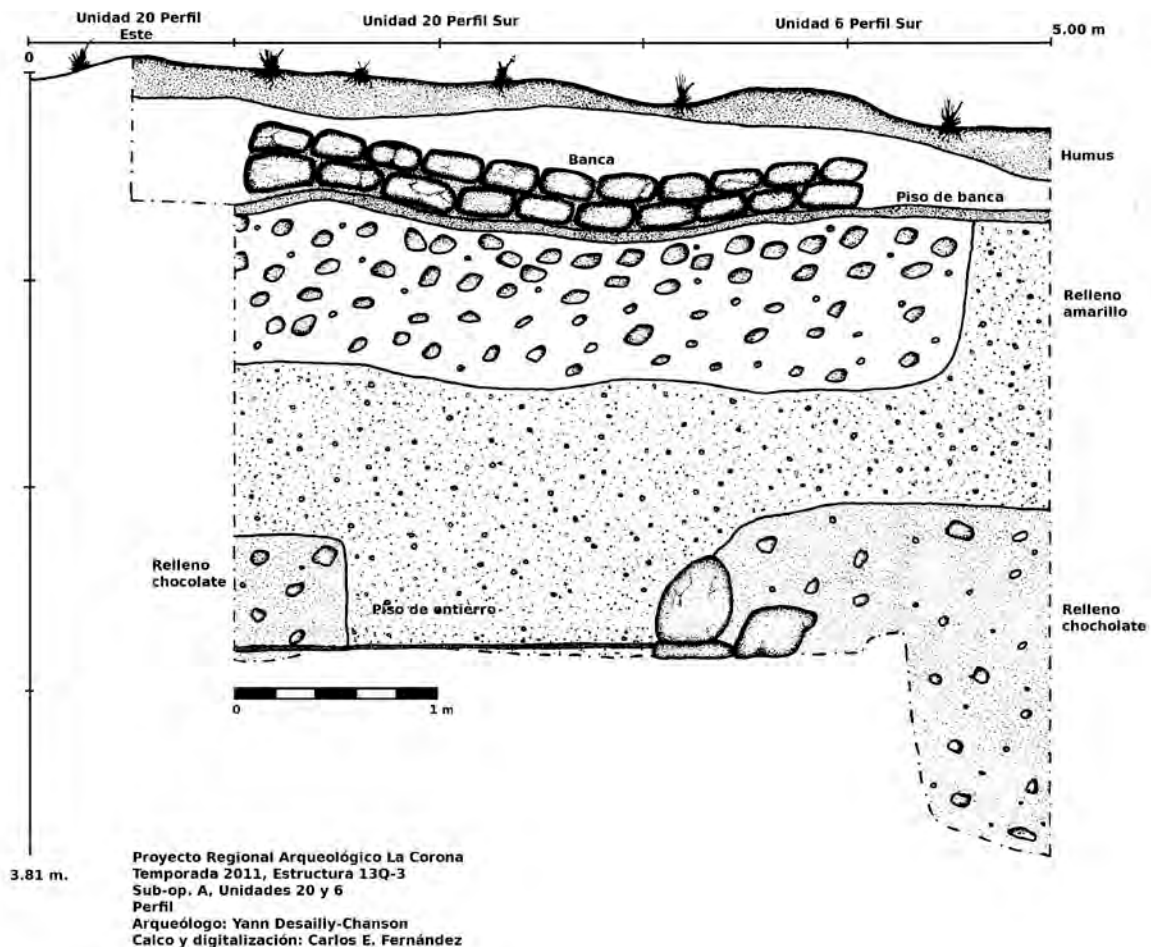 Unidad 20 Perfil
Este
Unidad 20 Perfil Sur
Unidad 6 Perfil Sur
5.00 m
0
Humus
Banca
Piso de banca
Relleno
amarillo
Relleno
chocolate
Piso de entierro
Relleno
chocholate
0
1 m
3.81 m.
Proyecto Regional Arqueológico La Corona
Temporada 2011, Estructura 13Q-3
Sub-op. A, Unidades 20 y 6
Perfil
Arqueólogo: Yann Desailly-Chanson
Calco y digitalización: Carlos E. Fernández